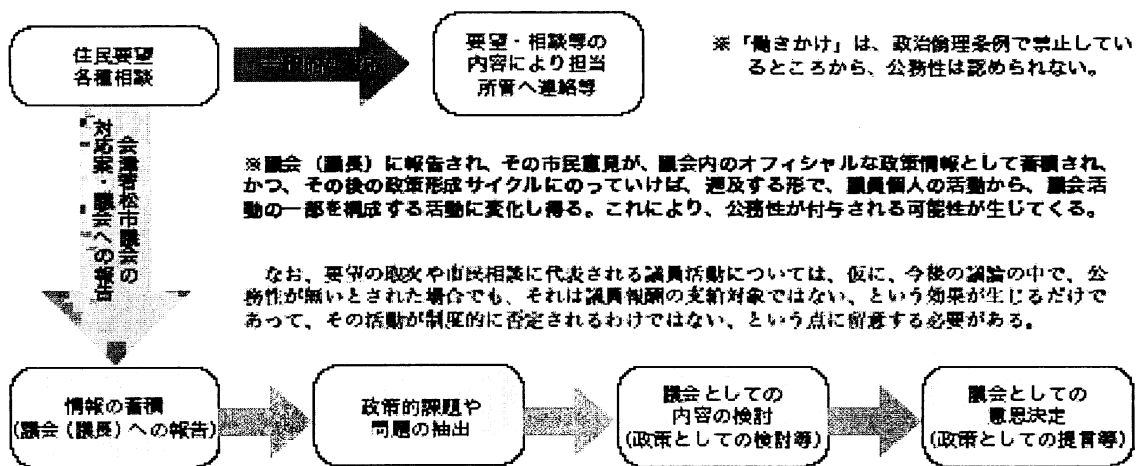 住民要望
各種相談
要望・相談等の
内容により担当
所管へ連絡等
※「働きかけ」は、政治倫理条例で禁止してい
るところから、公務性は認められない。
会津若松市議会の
対応案・議会への報告
※議会（議長）に報告され、その市民意見が、議会内のオフィシャルな政策情報として蓄積され、
かつ、その後の政策形成サイクルにのっていけば、遡及する形で、議員個人の活動から、議会活
動の一部を構成する活動に変化し得る。これにより、公務性が付与される可能性が生じてくる。
なお、要望の聴取や市民相談に代表される議員活動については、仮に、今後の議論の中で、公
務性が無いとされた場合でも、それは議員報酬の支給対象ではない、という効果が生じるだけで
あって、その活動が制度的に否定されるわけではない、という点に留意する必要がある。
情報の蓄積
(議会(議長)への報告)
政策的課題や
問題の抽出
議会としての
内容の検討
(政策としての検討等)
議会としての
意思決定
(政策としての提言等)